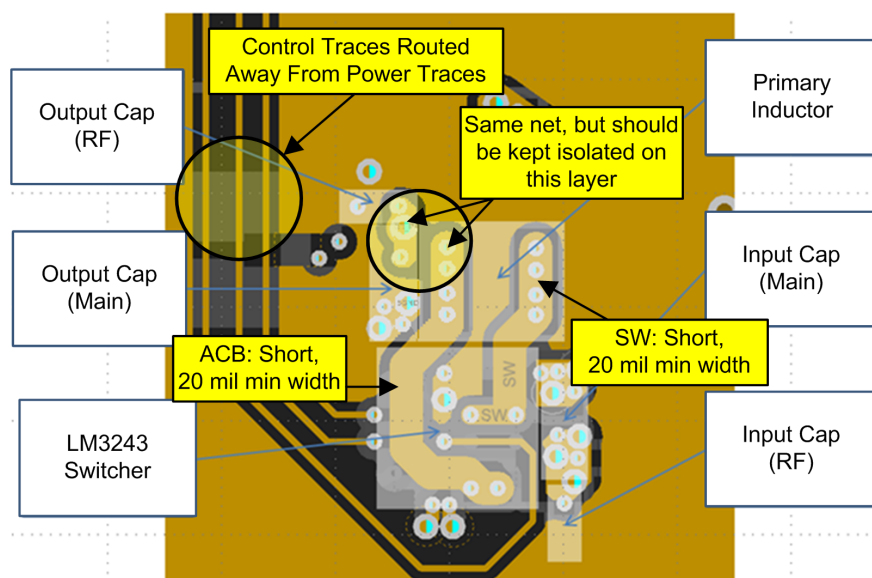 Control Traces Routed
Away From Power Traces
Output Cap
(RF)
Primary
Inductor
Same net, but should
be kept isolated on
this layer
Output Cap
(Main)
Input Cap
(Main)
ACB: Short,
20 mil min width
SW: Short,
20 mil min width
SW
SW
LM3243
Switcher
Input Cap
(RF)